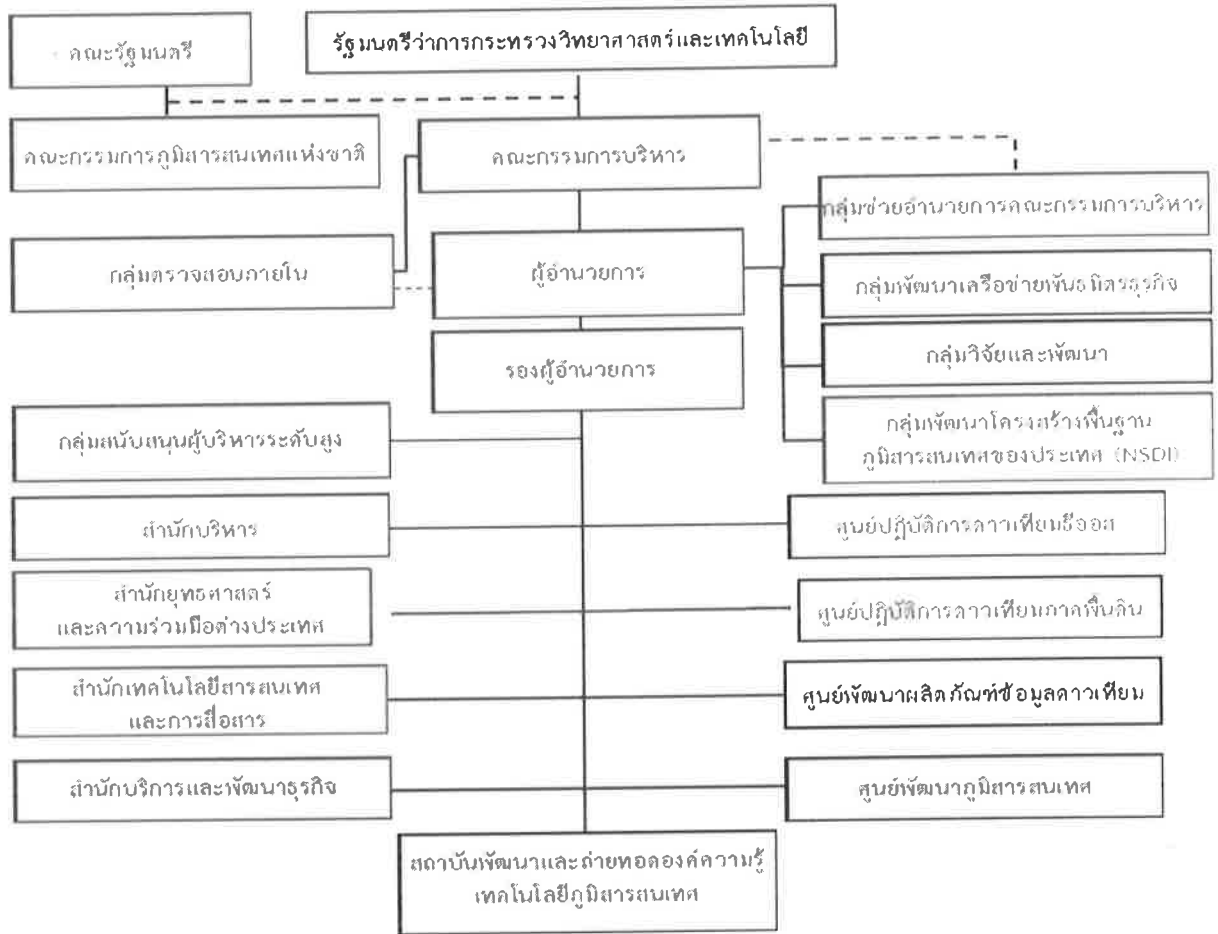 คณะรัฐมนตรี
รัฐมนตรีว่าการกระทรวงวิทยาศาสตร์และเทคโนโลยี
คณะกรรมการภูมิสารสนเทศแห่งชาติ
คณะกรรมการบริหาร
กลุ่มช่วยอำนวยการคณะกรรมการบริหาร
กลุ่มตรวจสอบภายใน
ผู้อำนวยการ
กลุ่มพัฒนาเครือข่ายพันธมิตรธุรกิจ
รองผู้อำนวยการ
กลุ่มวิจัยและพัฒนา
กลุ่มพัฒนาโครงสร้างพื้นฐาน
ภูมิสารสนเทศของประเทศ (NSDI)
กลุ่มสนับสนุนผู้บริหารระดับสูง
สำนักบริหาร
ศูนย์ปฏิบัติการดาวเทียมธีออส
สำนักยุทธศาสตร์
และความร่วมมือต่างประเทศ
ศูนย์ปฏิบัติการดาวเทียมภาคพื้นดิน
สำนักเทคโนโลยีสารสนเทศ
และการสื่อสาร
ศูนย์พัฒนาผลิตภัณฑ์ข้อมูลดาวเทียม
สำนักบริการและพัฒนาธุรกิจ
ศูนย์พัฒนาภูมิสารสนเทศ
สถาบันพัฒนาและถ่ายทอดองค์ความรู้
เทคโนโลยีภูมิสารสนเทศ